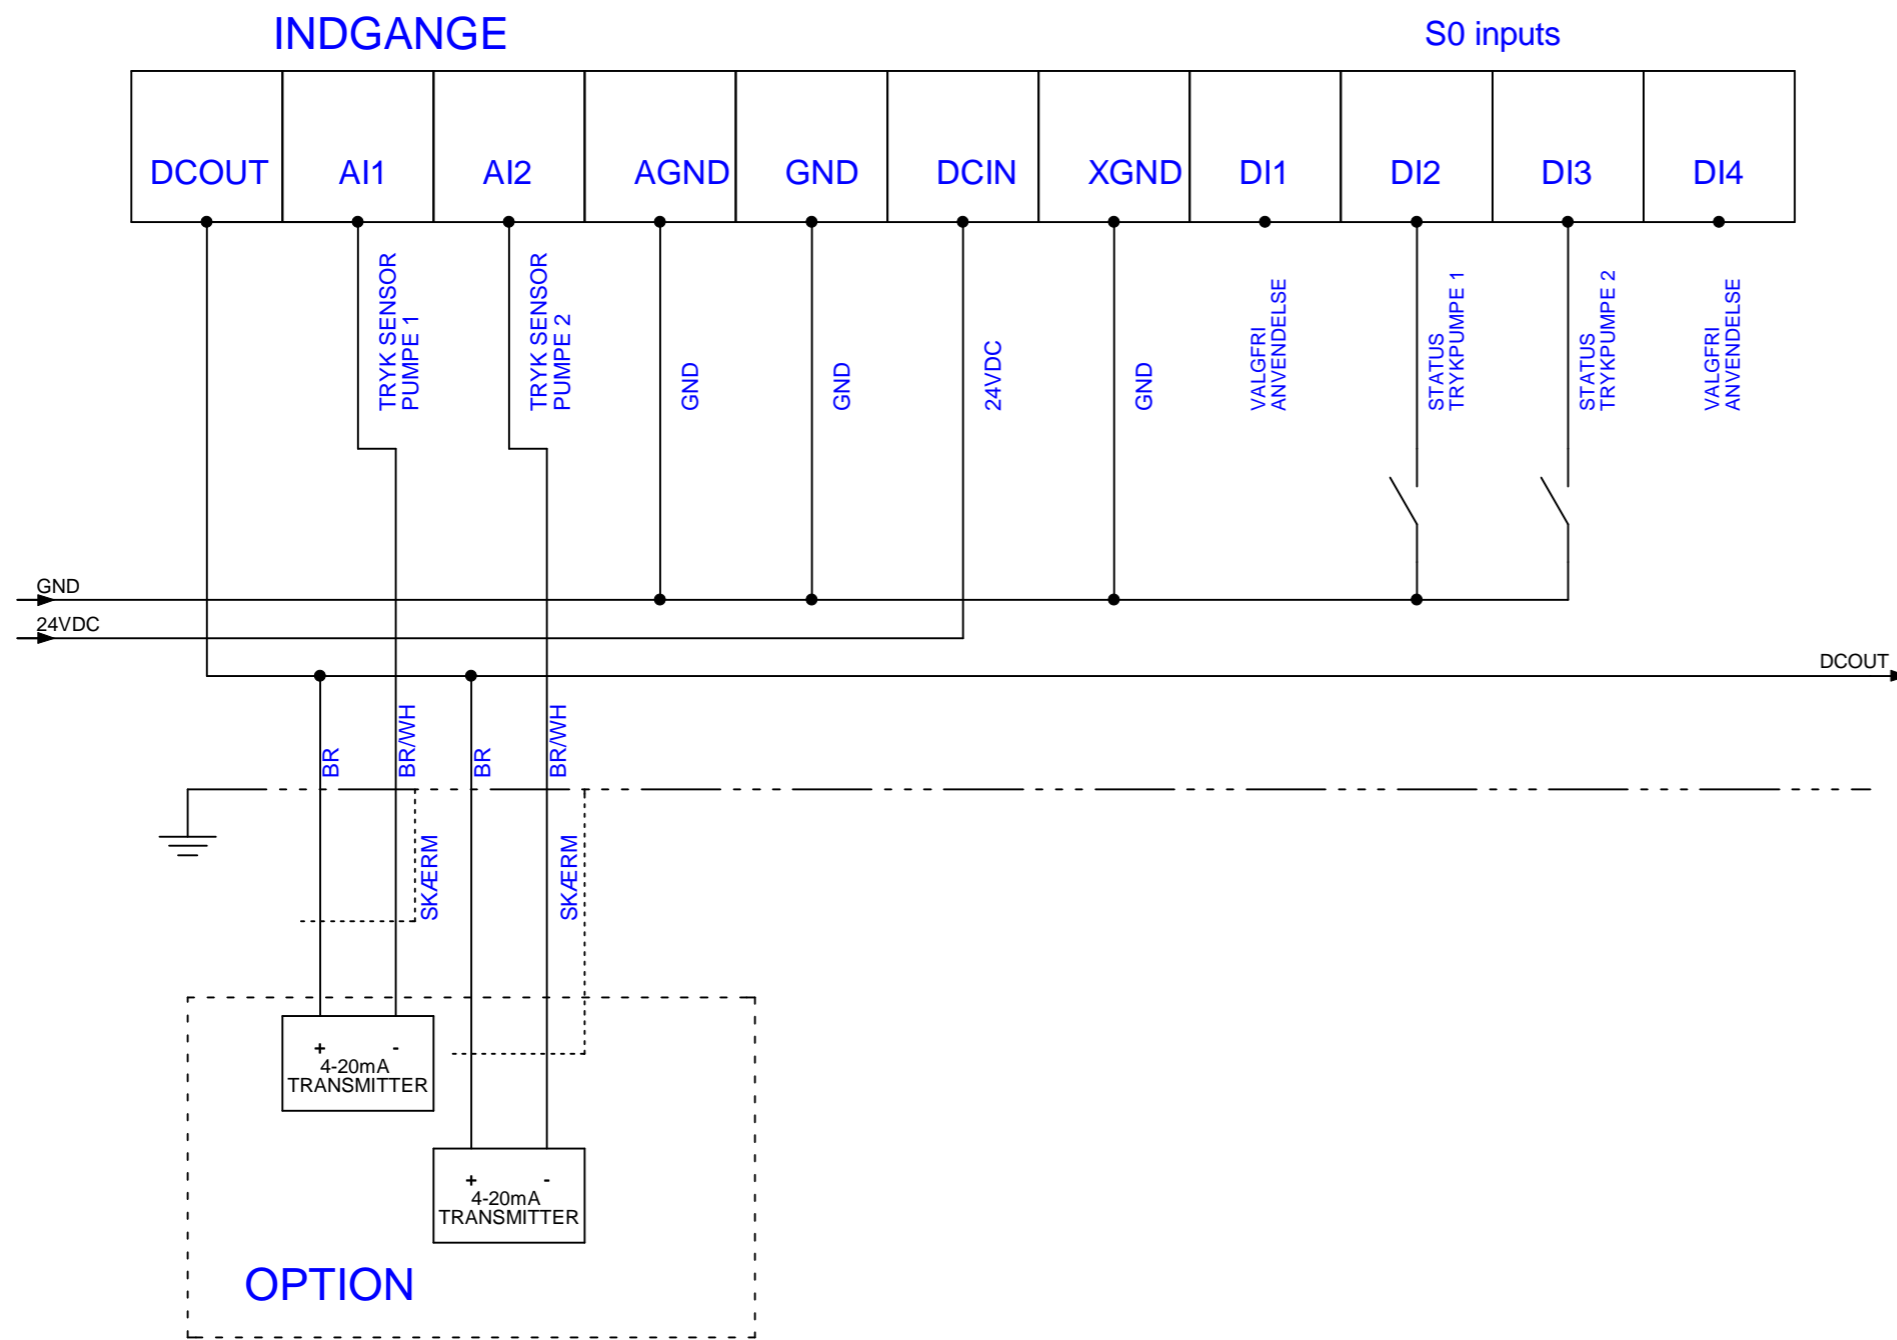 INDGANGE
S0 inputs
DCOUT
AI1
AI2
AGND
GND
DCIN
XGND
DI1
DI2
DI3
DI4
TRYK SENSOR
PUMPE 1
TRYK SENSOR
PUMPE 2
GND
GND
24VDC
GND
VALGFRI
ANVENDELSE
STATUS
TRYKPUMPE 1
STATUS
TRYKPUMPE 2
VALGFRI
ANVENDELSE
GND
24VDC
DCOUT
BR
BR/WH
BR
BR/WH
SKÆRM
SKÆRM
+ -
4-20mA
TRANSMITTER
+ -
4-20mA
TRANSMITTER
OPTION